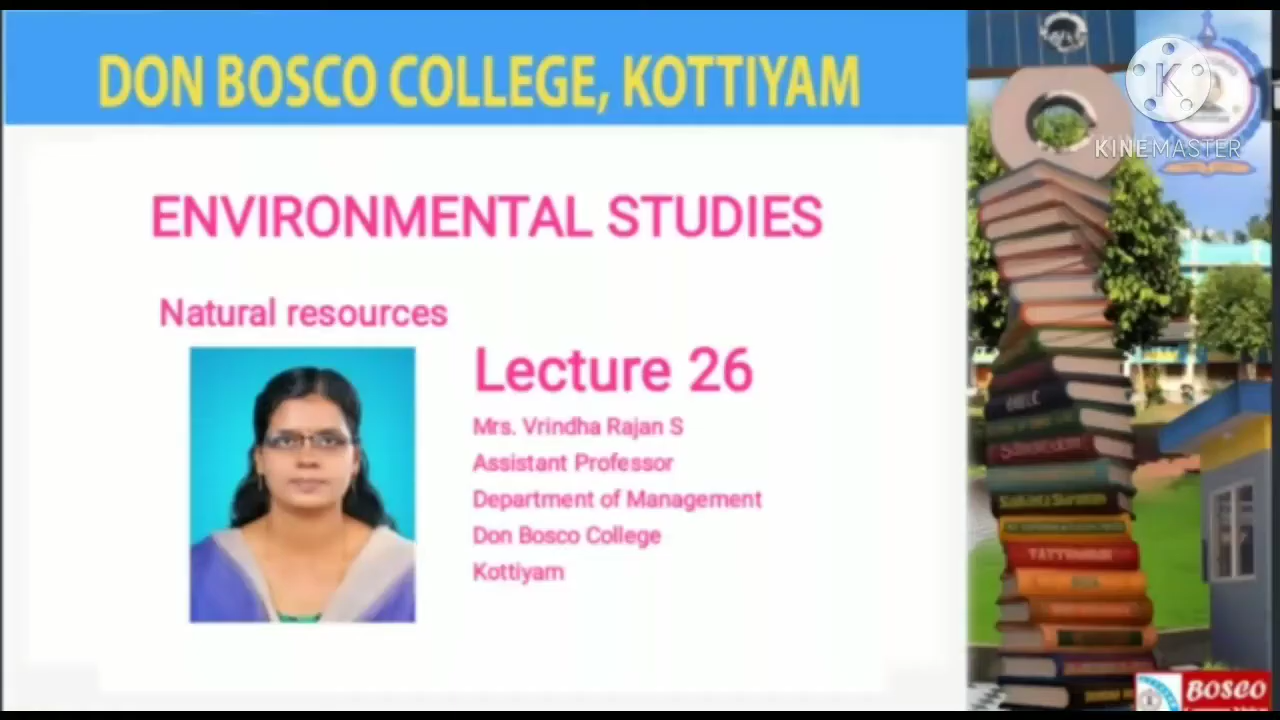 DON BOSCO COLLEGE, KOTTIYAM
ENVIRONMENTAL STUDIES
Natural resources
Lecture 26
Mrs. Vrindha Rajan S
Assistant Professor
Department of Management
Don Bosco College
Kottiyam
KINEMASTER
K
BOSCO